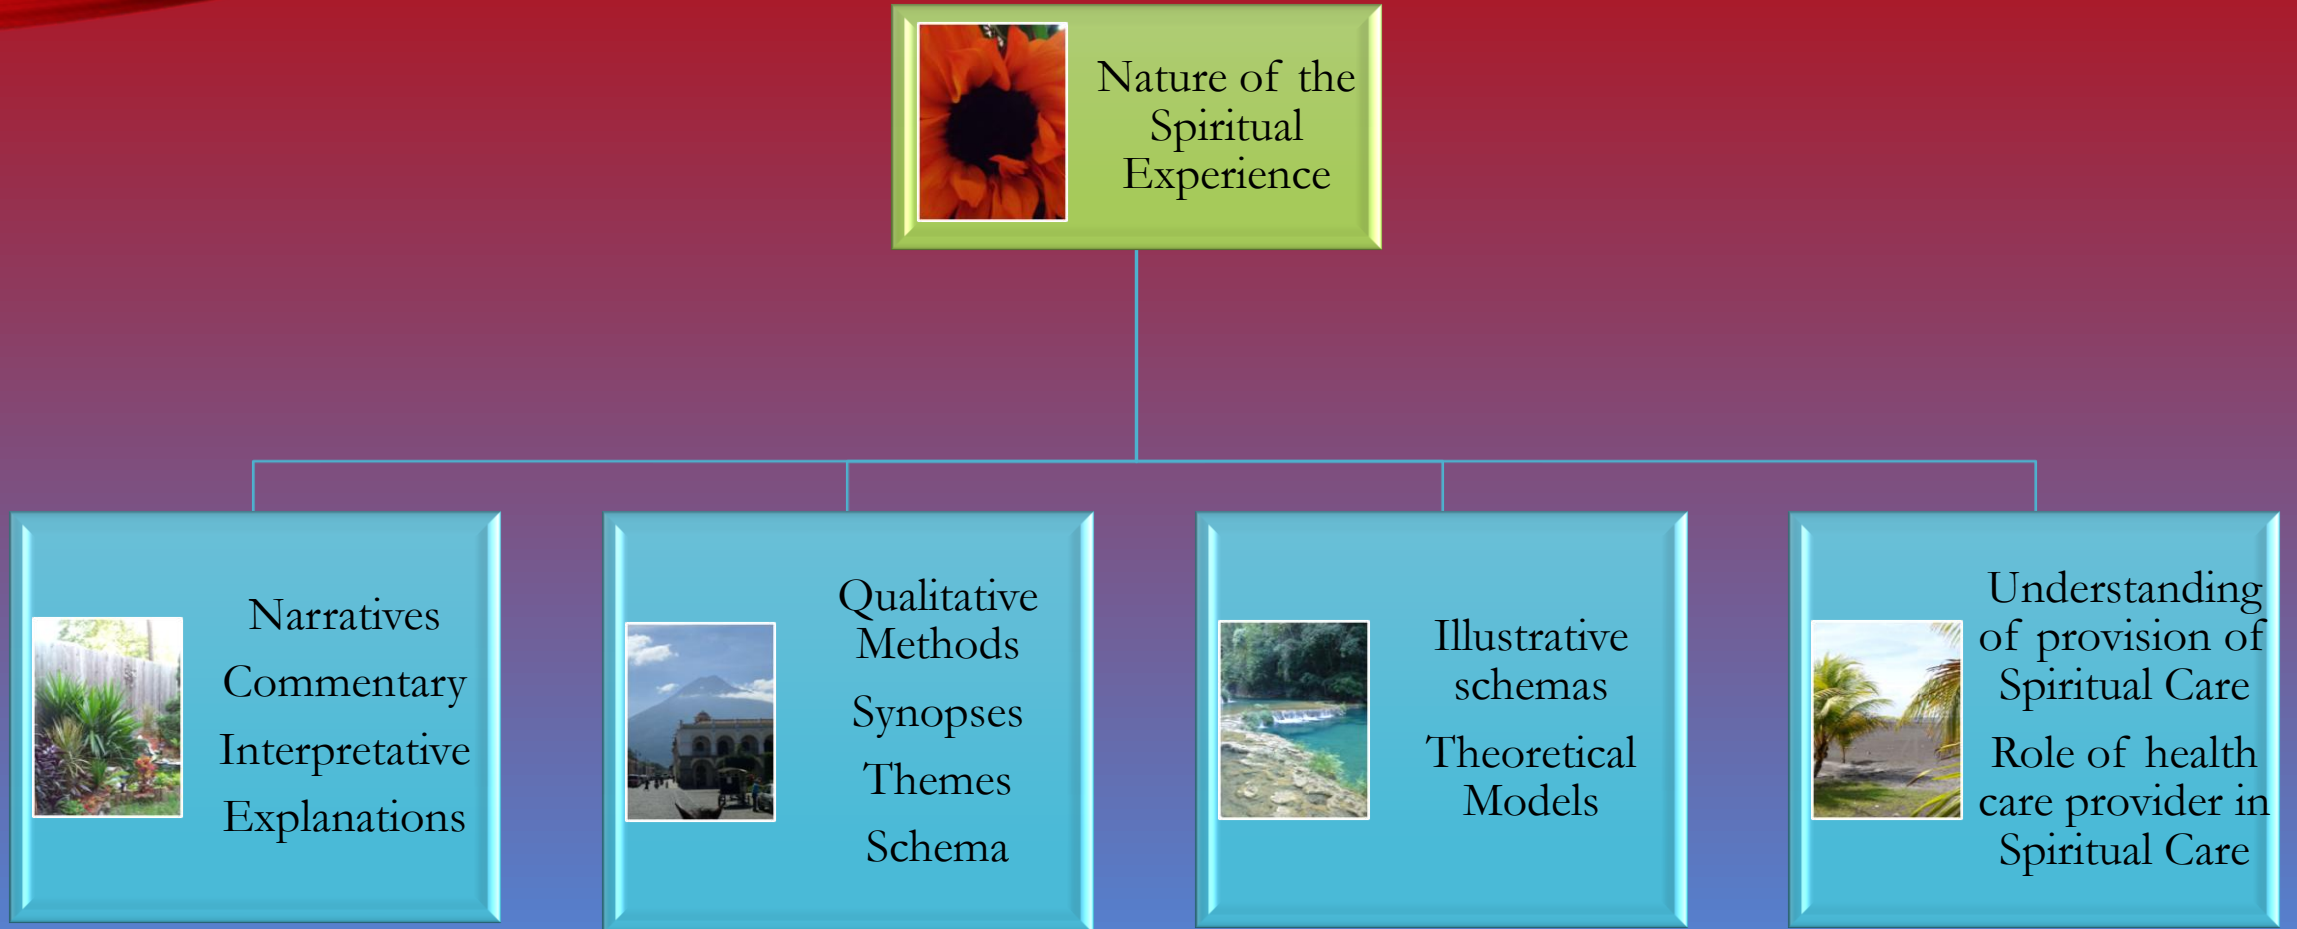 Nature of the
Spiritual
Experience
Narratives
Commentary
Interpretative
Explanations
Qualitative
Methods
Synopses
Themes
Schema
Illustrative
schemas
Theoretical
Models
Understanding
of provision of
Spiritual Care
Role of health
care provider in
Spiritual Care